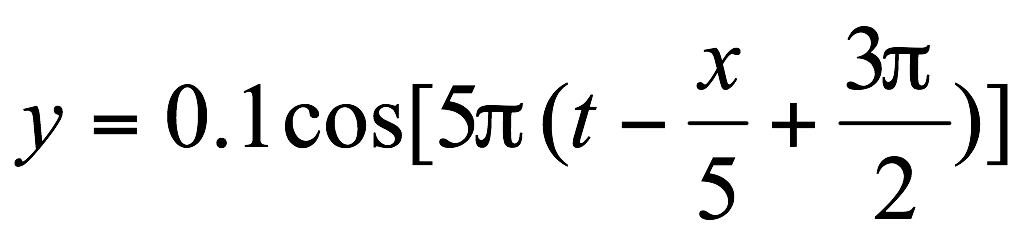 y = 0.1cos[5π(t − x/5 + 3π/2)]